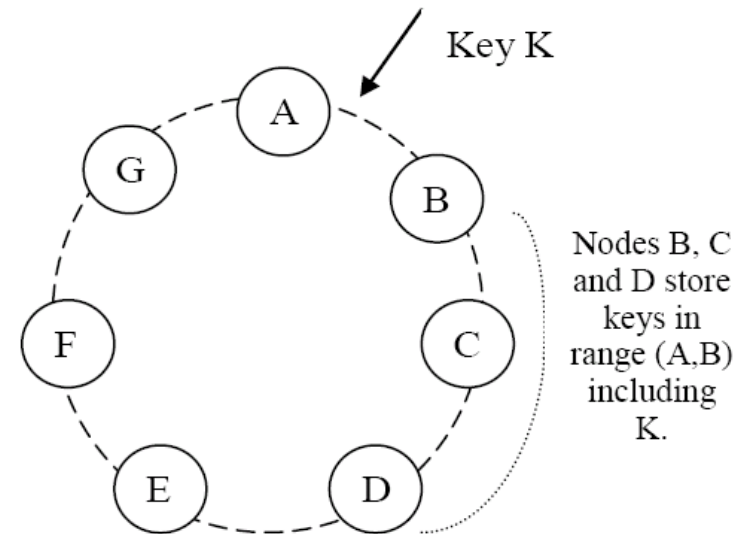 Key K
A
G
B
Nodes B, C
and D store
keys in
range (A,B)
including
K.
F
C
E
D